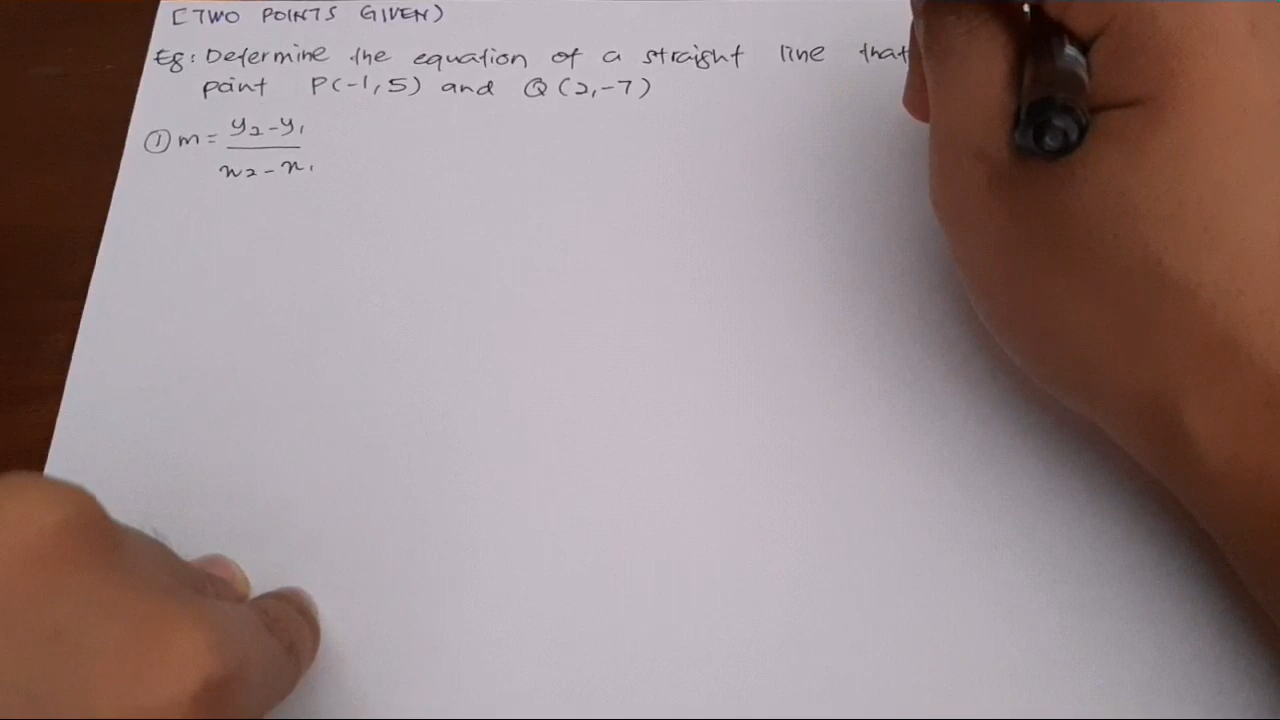 [TWO POINTS GIVEN)
Eg: Determine the equation of a straight line that
point P(-1,5) and Q(2,-7)
① m = y₂-y₁
x₂-x₁